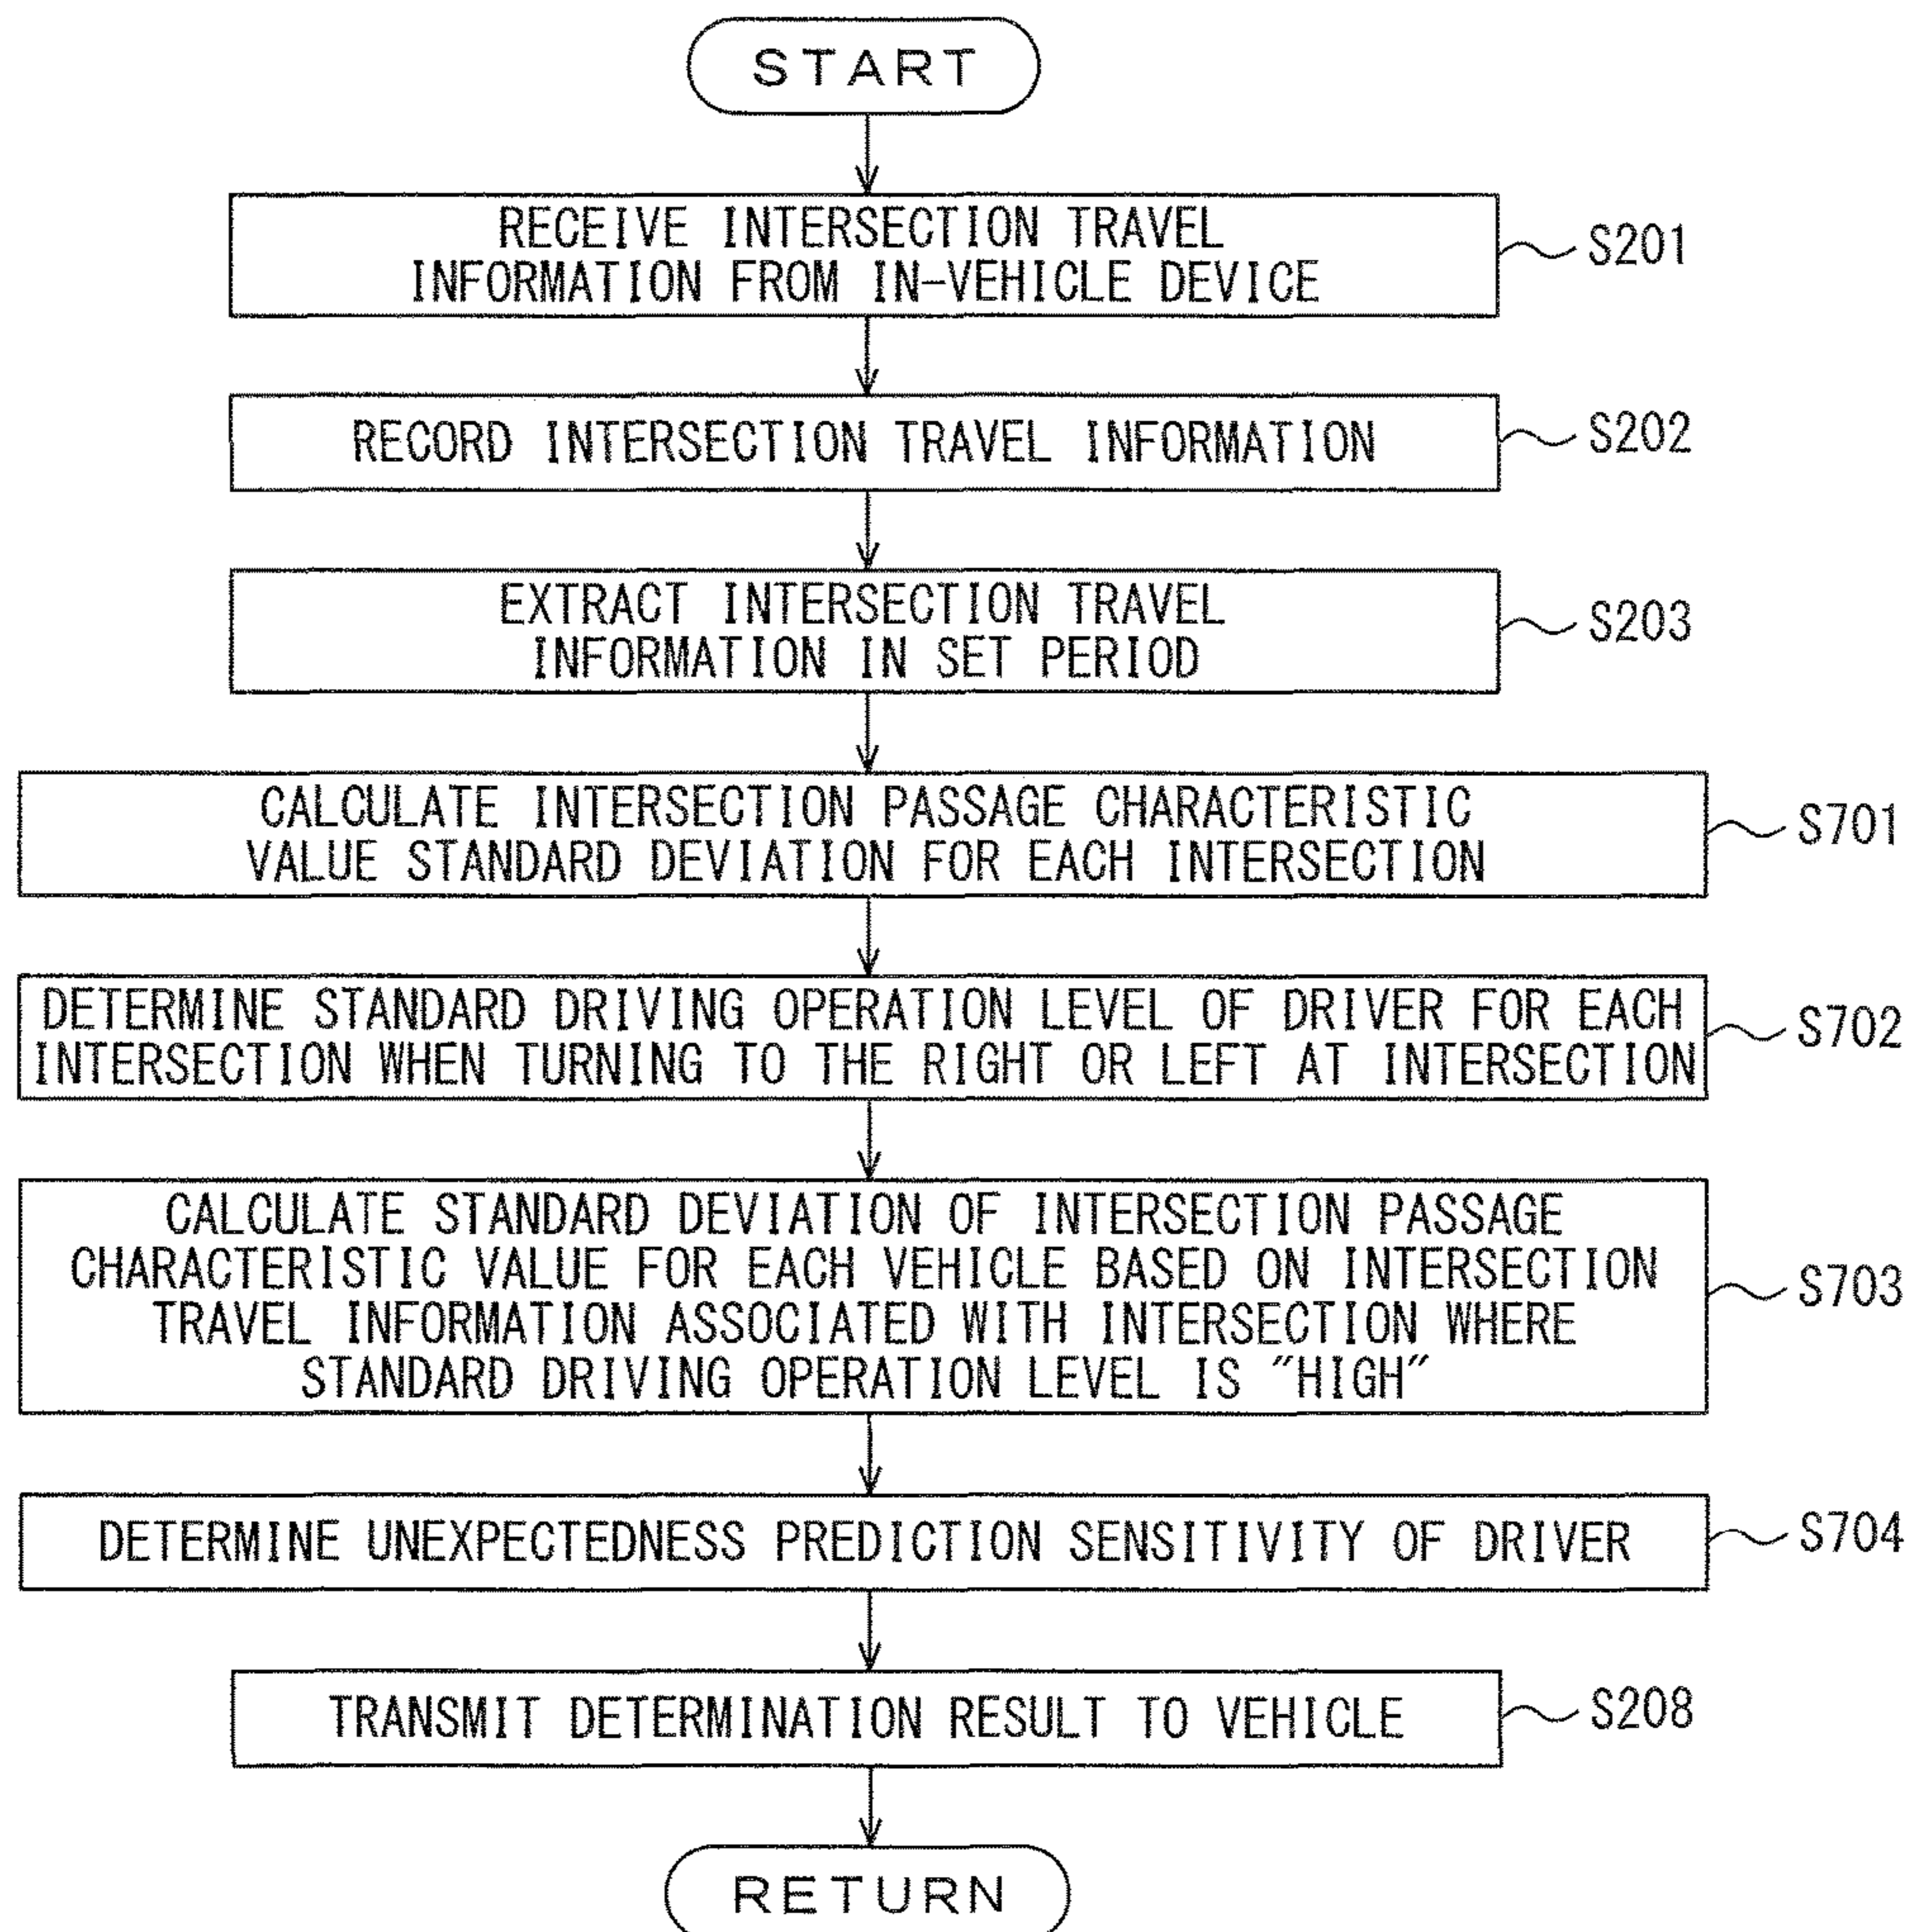 START
RECEIVE INTERSECTION TRAVEL
INFORMATION FROM IN-VEHICLE DEVICE
S201
RECORD INTERSECTION TRAVEL INFORMATION
S202
EXTRACT INTERSECTION TRAVEL
INFORMATION IN SET PERIOD
S203
CALCULATE INTERSECTION PASSAGE CHARACTERISTIC
VALUE STANDARD DEVIATION FOR EACH INTERSECTION
S701
DETERMINE STANDARD DRIVING OPERATION LEVEL OF DRIVER FOR EACH
INTERSECTION WHEN TURNING TO THE RIGHT OR LEFT AT INTERSECTION
S702
CALCULATE STANDARD DEVIATION OF INTERSECTION PASSAGE
CHARACTERISTIC VALUE FOR EACH VEHICLE BASED ON INTERSECTION
TRAVEL INFORMATION ASSOCIATED WITH INTERSECTION WHERE
STANDARD DRIVING OPERATION LEVEL IS "HIGH"
S703
DETERMINE UNEXPECTEDNESS PREDICTION SENSITIVITY OF DRIVER
S704
TRANSMIT DETERMINATION RESULT TO VEHICLE
S208
RETURN